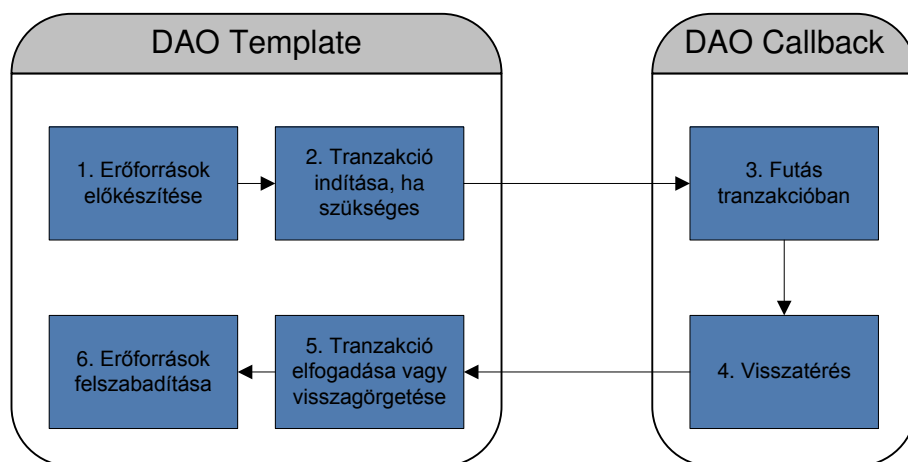 DAO Template
DAO Callback
1. Erőforrások
előkészítése
2. Tranzakció
indítása, ha
szükséges
3. Futás
tranzakcióban
4. Visszatérés
5. Tranzakció
elfogadása vagy
visszagörgetése
6. Erőforrások
felszabadítása